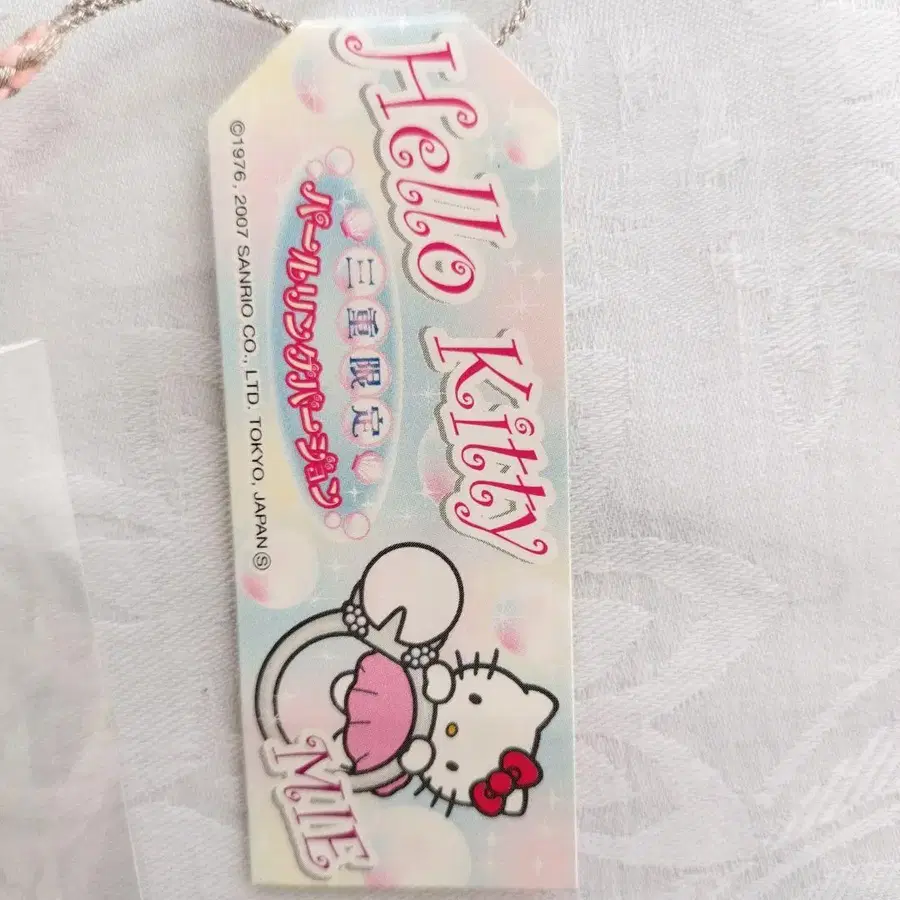 Hello Kitty
三重限定
パールリングバージョン
©1976, 2007 SANRIO CO., LTD. TOKYO, JAPAN Ⓢ
MIE